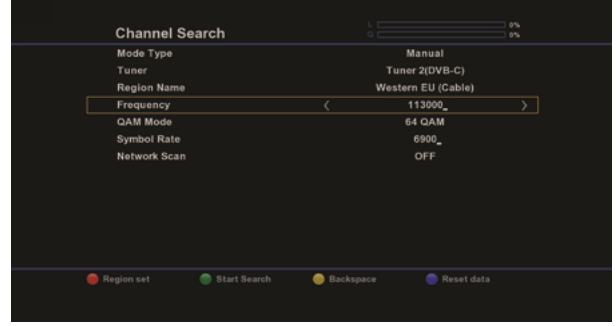 Channel Search
L 0%
Q 0%
Mode Type Manual
Tuner Tuner 2(DVB-C)
Region Name Western EU (Cable)
Frequency 113000_
QAM Mode 64 QAM
Symbol Rate 6900_
Network Scan OFF
Region set Start Search Backspace Reset data